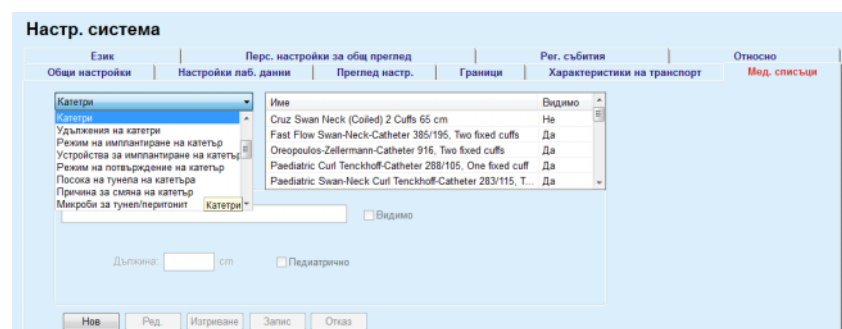 Настр. система
Език Перс. настройки за общ преглед Рег. събития Относно
Общи настройки Настройки лаб. данни Преглед настр. Граници Характеристики на транспорт Мед. списъци
Катетри
Катетри
Удължения на катетри
Режим на имплантиране на катетър
Устройства за имплантиране на катетър
Режим на потвърждение на катетър
Посока на тунела на катетъра
Причина за смяна на катетър
Микроби за тунел/перитонит
Катетри
Име Видимо
Cruz Swan Neck (Coiled) 2 Cuffs 65 cm Не
Fast Flow Swan-Neck-Catheter 385/195, Two fixed cuffs Да
Oreopoulos-Zellermann-Catheter 916, Two fixed cuffs Да
Paediatric Curl Tenckhoff-Catheter 288/105, One fixed cuff Да
Paediatric Swan-Neck Curl Tenckhoff-Catheter 283/115, T... Да
Видимо
Дължина: cm Педиатрично
Нов Ред. Изтриване Запис Отказ